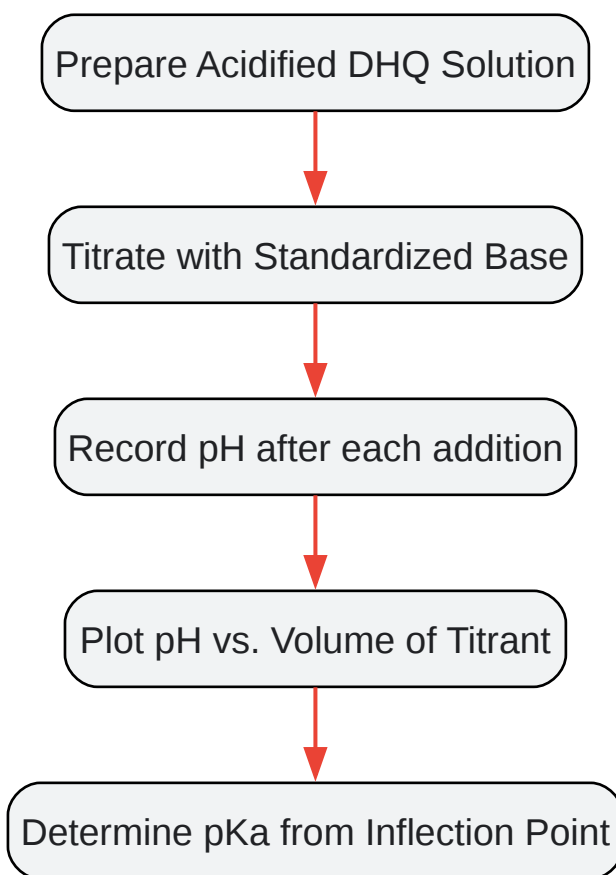 Prepare Acidified DHQ Solution
Titrate with Standardized Base
Record pH after each addition
Plot pH vs. Volume of Titrant
Determine pKa from Inflection Point